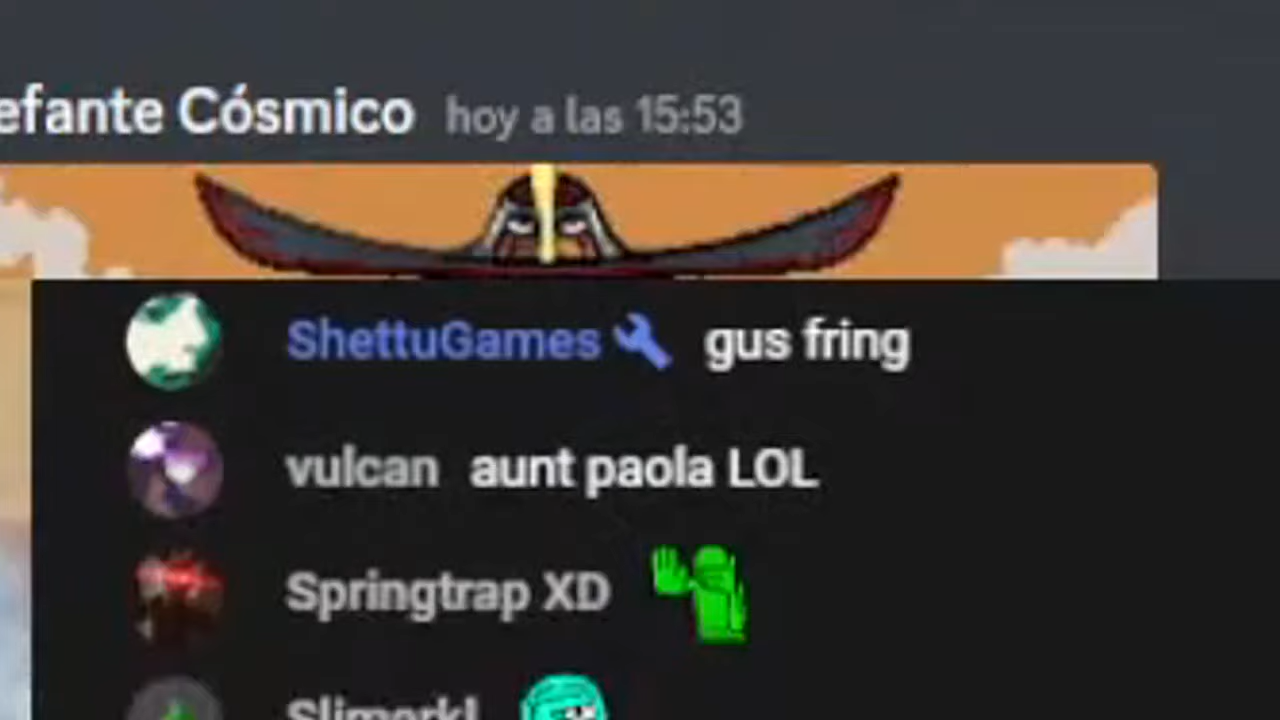 efante Cósmico hoy a las 15:53
ShettuGames gus fring
vulcan aunt paola LOL
Springtrap XD